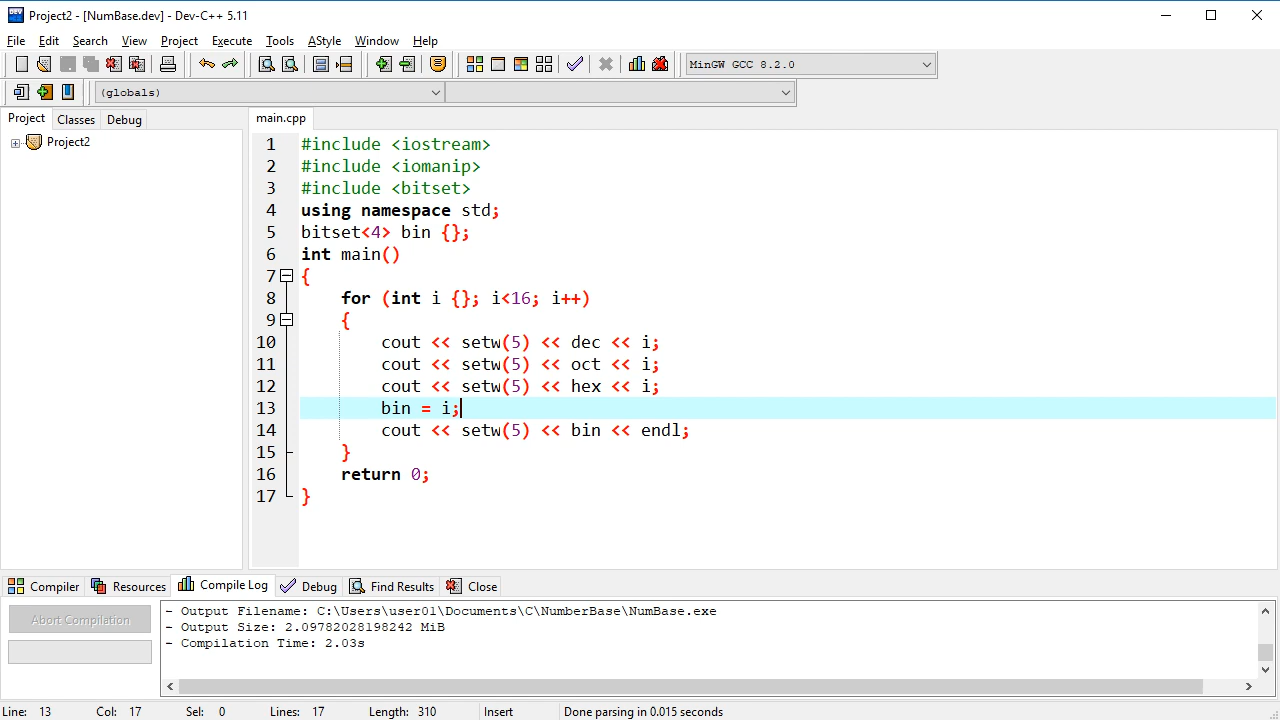 Project2 - [NumBase.dev] - Dev-C++ 5.11
File Edit Search View Project Execute Tools AStyle Window Help
MinGW GCC 8.2.0
(globals)
Project Classes Debug
main.cpp
Project2
1 #include <iostream>
2 #include <iomanip>
3 #include <bitset>
4 using namespace std;
5 bitset<4> bin {};
6 int main()
7 {
8 for (int i {}; i<16; i++)
9 {
10 cout << setw(5) << dec << i;
11 cout << setw(5) << oct << i;
12 cout << setw(5) << hex << i;
13 bin = i;
14 cout << setw(5) << bin << endl;
15 }
16 return 0;
17 }
Compiler Resources Compile Log Debug Find Results Close
Abort Compilation
- Output Filename: C:\Users\user01\Documents\C\NumberBase\NumBase.exe
- Output Size: 2.09782028198242 MiB
- Compilation Time: 2.03s
Line: 13 Col: 17 Sel: 0 Lines: 17 Length: 310 Insert Done parsing in 0.015 seconds